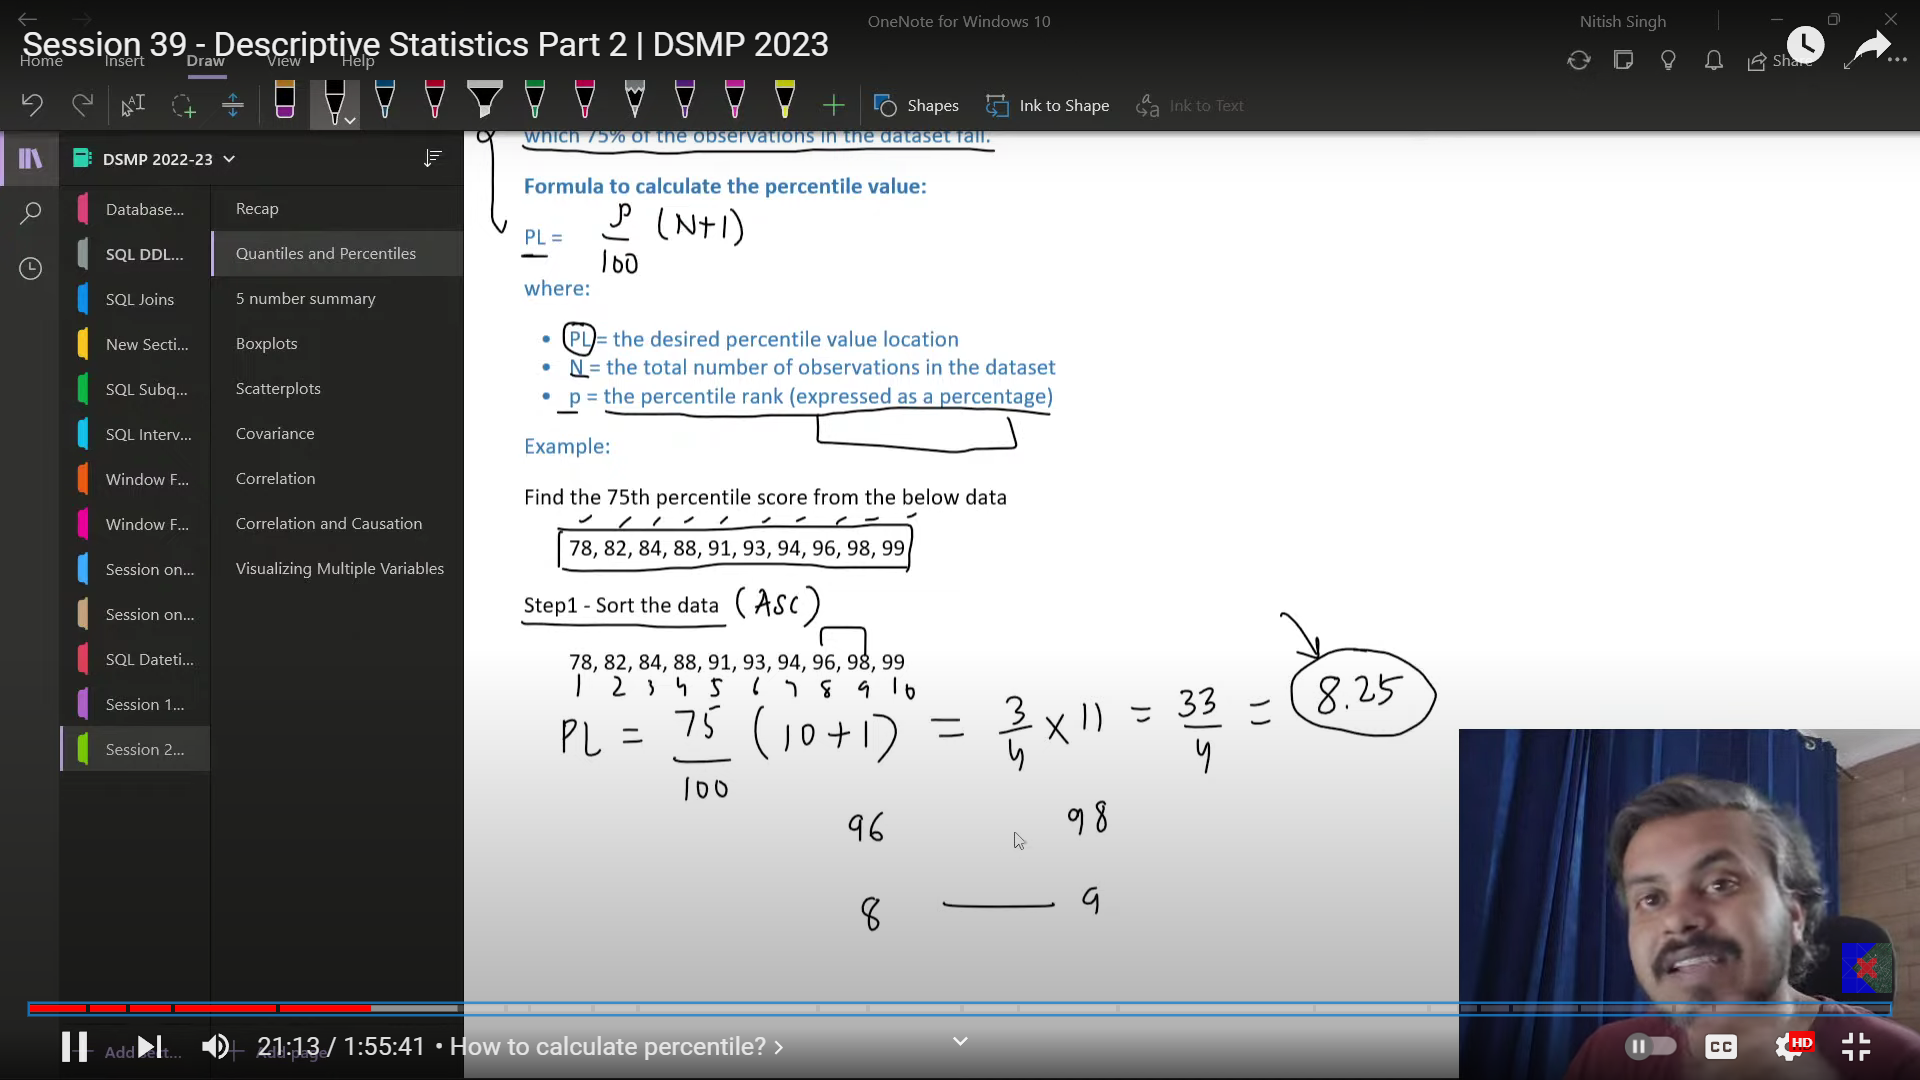 OneNote for Windows 10
Nitish Singh
Session 39 - Descriptive Statistics Part 2 | DSMP 2023
Home Insert Draw View Help
Share
Shapes
Ink to Shape
Ink to Text
DSMP 2022-23
Database...
SQL DDL...
SQL Joins
New Secti...
SQL Subq...
SQL Interv...
Window F...
Window F...
Session on...
Session on...
SQL Dateti...
Session 1...
Session 2...
Recap
Quantiles and Percentiles
5 number summary
Boxplots
Scatterplots
Covariance
Correlation
Correlation and Causation
Visualizing Multiple Variables
which 75% of the observations in the dataset fall.
Formula to calculate the percentile value:
PL = P/100 (N+1)
where:
• PL = the desired percentile value location
• N = the total number of observations in the dataset
• p = the percentile rank (expressed as a percentage)
Example:
Find the 75th percentile score from the below data
78, 82, 84, 88, 91, 93, 94, 96, 98, 99
Step1 - Sort the data (ASC)
78, 82, 84, 88, 91, 93, 94, 96, 98, 99
1 2 3 4 5 6 7 8 9 10
PL = 75/100 (10+1) = 3/4 × 11 = 33/4 = 8.25
96 98
8 9
21:13 / 1:55:41 • How to calculate percentile? >
CC
HD